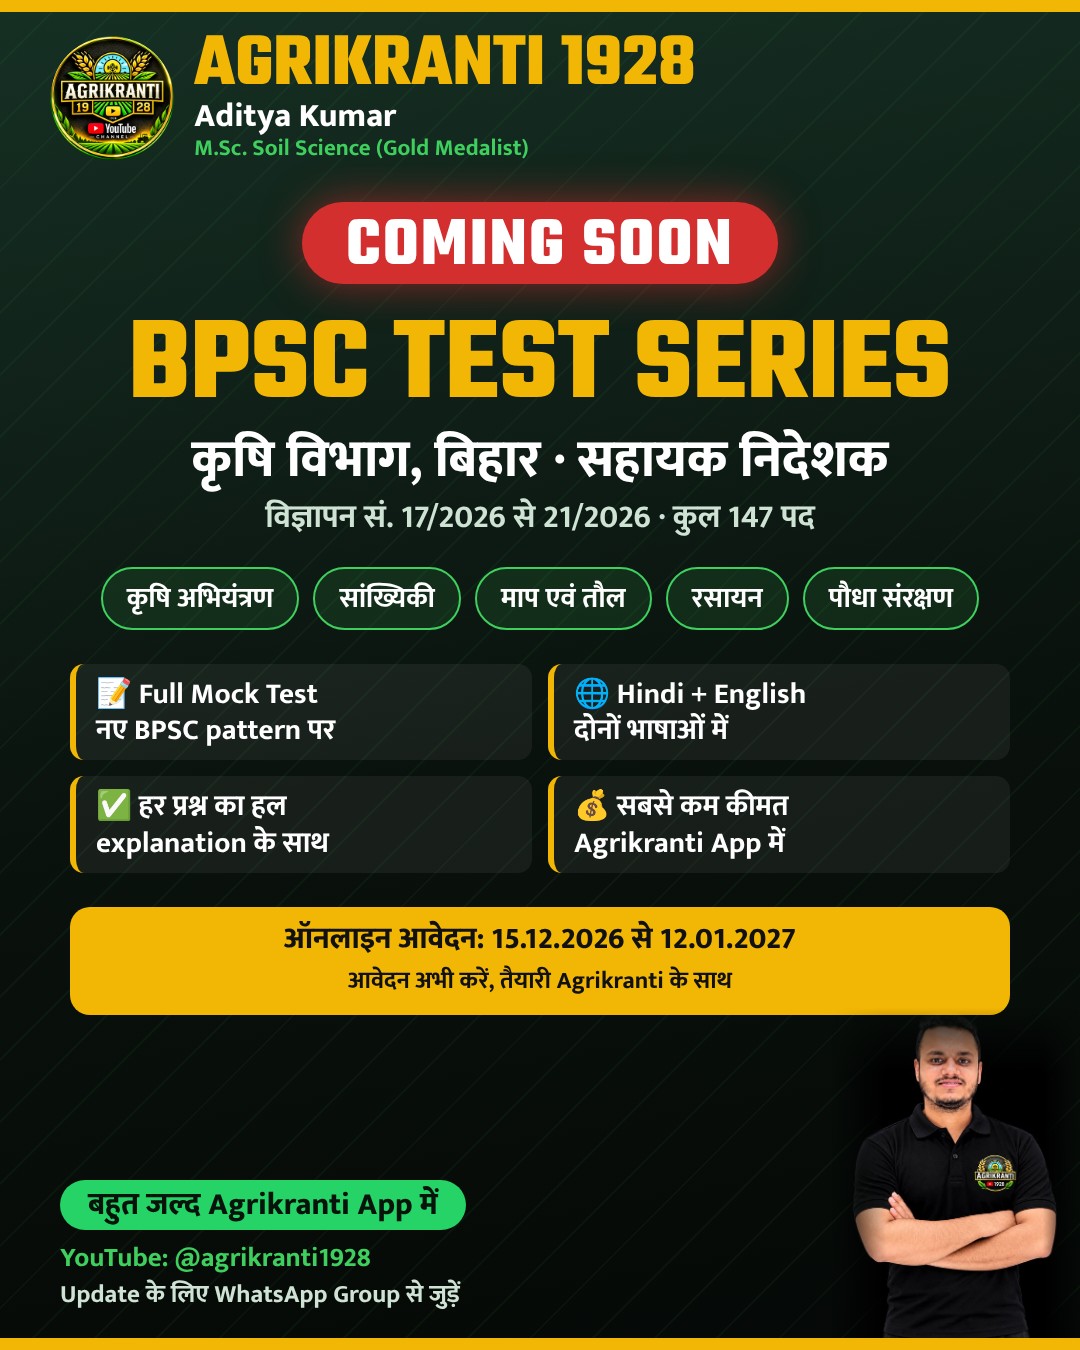 AGRIKRANTI 1928
Aditya Kumar
M.Sc. Soil Science (Gold Medalist)
AGRIKRANTI
19 28
YouTube
CHANNEL
COMING SOON
BPSC TEST SERIES
कृषि विभाग, बिहार · सहायक निदेशक
विज्ञापन सं. 17/2026 से 21/2026 · कुल 147 पद
कृषि अभियंत्रण
सांख्यिकी
माप एवं तौल
रसायन
पौधा संरक्षण
📝 Full Mock Test
नए BPSC pattern पर
🌐 Hindi + English
दोनों भाषाओं में
✅ हर प्रश्न का हल
explanation के साथ
💰 सबसे कम कीमत
Agrikranti App में
ऑनलाइन आवेदन: 15.12.2026 से 12.01.2027
आवेदन अभी करें, तैयारी Agrikranti के साथ
AGRIKRANTI
1928
बहुत जल्द Agrikranti App में
YouTube: @agrikranti1928
Update के लिए WhatsApp Group से जुड़ें